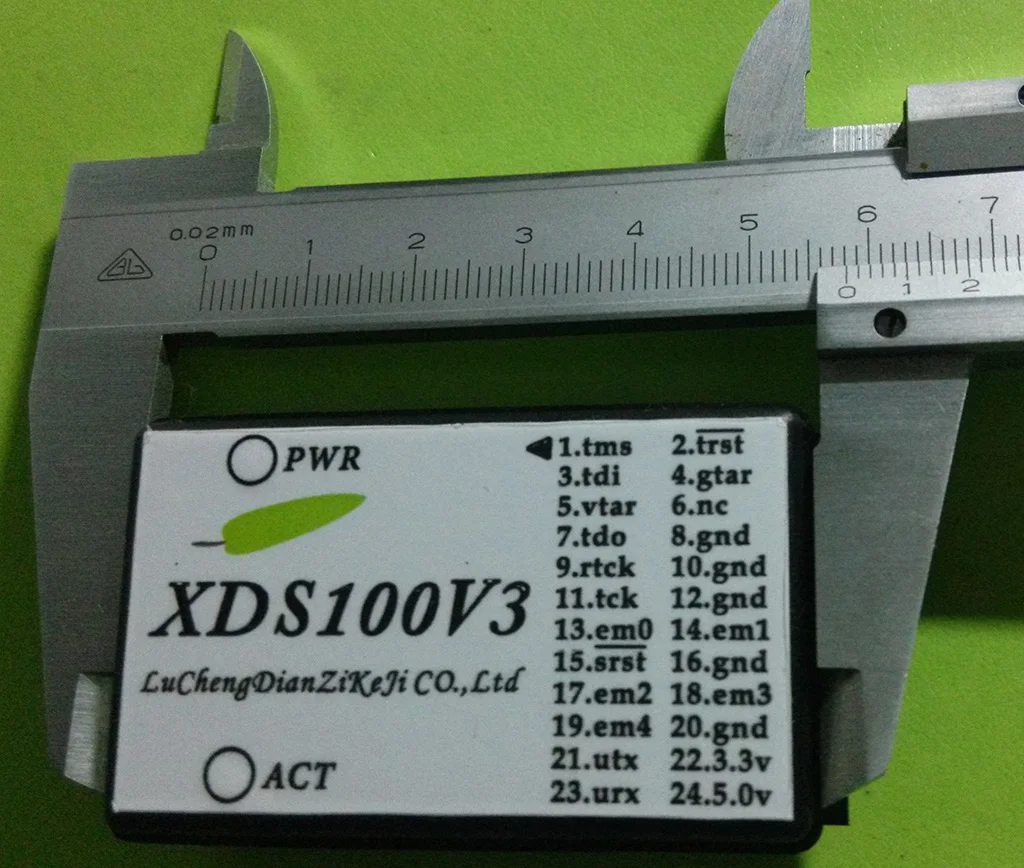 0.02mm
0 1 2 3 4 5 6 7
0 1 2
PWR
XDS100V3
LuChengDianZiKeJi CO.,Ltd
ACT
1.tms 2.trst
3.tdi 4.gtar
5.vtar 6.nc
7.tdo 8.gnd
9.rtck 10.gnd
11.tck 12.gnd
13.em0 14.em1
15.srst 16.gnd
17.em2 18.em3
19.em4 20.gnd
21.utx 22.3.3v
23.urx 24.5.0v